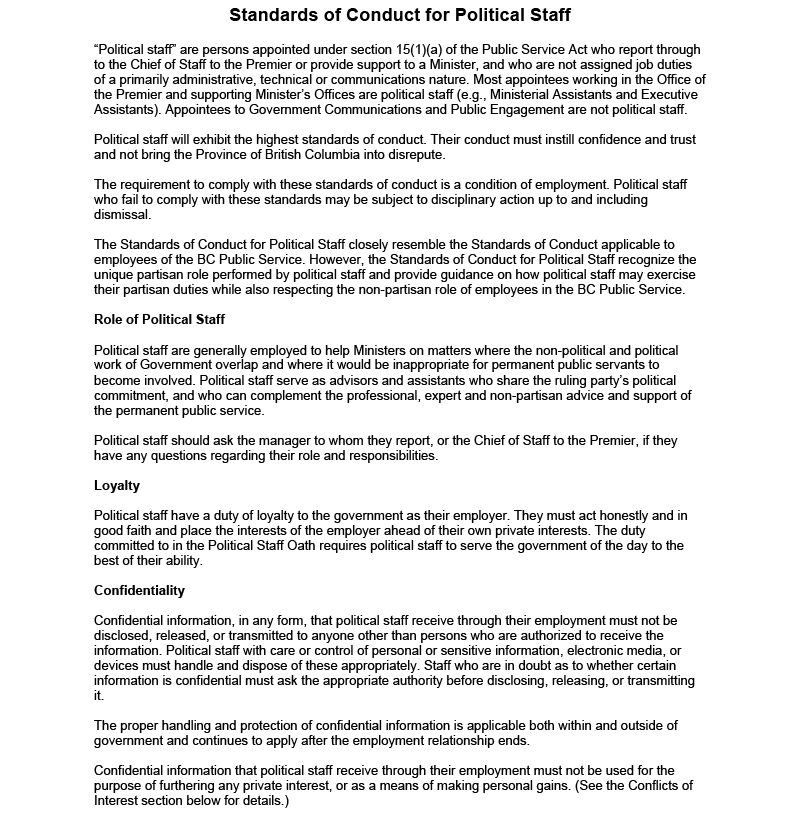 Standards of Conduct for Political Staff
“Political staff” are persons appointed under section 15(1)(a) of the Public Service Act who report through
to the Chief of Staff to the Premier or provide support to a Minister, and who are not assigned job duties
of a primarily administrative, technical or communications nature. Most appointees working in the Office of
the Premier and supporting Minister’s Offices are political staff (e.g., Ministerial Assistants and Executive
Assistants). Appointees to Government Communications and Public Engagement are not political staff.
Political staff will exhibit the highest standards of conduct. Their conduct must instill confidence and trust
and not bring the Province of British Columbia into disrepute.
The requirement to comply with these standards of conduct is a condition of employment. Political staff
who fail to comply with these standards may be subject to disciplinary action up to and including
dismissal.
The Standards of Conduct for Political Staff closely resemble the Standards of Conduct applicable to
employees of the BC Public Service. However, the Standards of Conduct for Political Staff recognize the
unique partisan role performed by political staff and provide guidance on how political staff may exercise
their partisan duties while also respecting the non-partisan role of employees in the BC Public Service.
Role of Political Staff
Political staff are generally employed to help Ministers on matters where the non-political and political
work of Government overlap and where it would be inappropriate for permanent public servants to
become involved. Political staff serve as advisors and assistants who share the ruling party’s political
commitment, and who can complement the professional, expert and non-partisan advice and support of
the permanent public service.
Political staff should ask the manager to whom they report, or the Chief of Staff to the Premier, if they
have any questions regarding their role and responsibilities.
Loyalty
Political staff have a duty of loyalty to the government as their employer. They must act honestly and in
good faith and place the interests of the employer ahead of their own private interests. The duty
committed to in the Political Staff Oath requires political staff to serve the government of the day to the
best of their ability.
Confidentiality
Confidential information, in any form, that political staff receive through their employment must not be
disclosed, released, or transmitted to anyone other than persons who are authorized to receive the
information. Political staff with care or control of personal or sensitive information, electronic media, or
devices must handle and dispose of these appropriately. Staff who are in doubt as to whether certain
information is confidential must ask the appropriate authority before disclosing, releasing, or transmitting
it.
The proper handling and protection of confidential information is applicable both within and outside of
government and continues to apply after the employment relationship ends.
Confidential information that political staff receive through their employment must not be used for the
purpose of furthering any private interest, or as a means of making personal gains. (See the Conflicts of
Interest section below for details.)